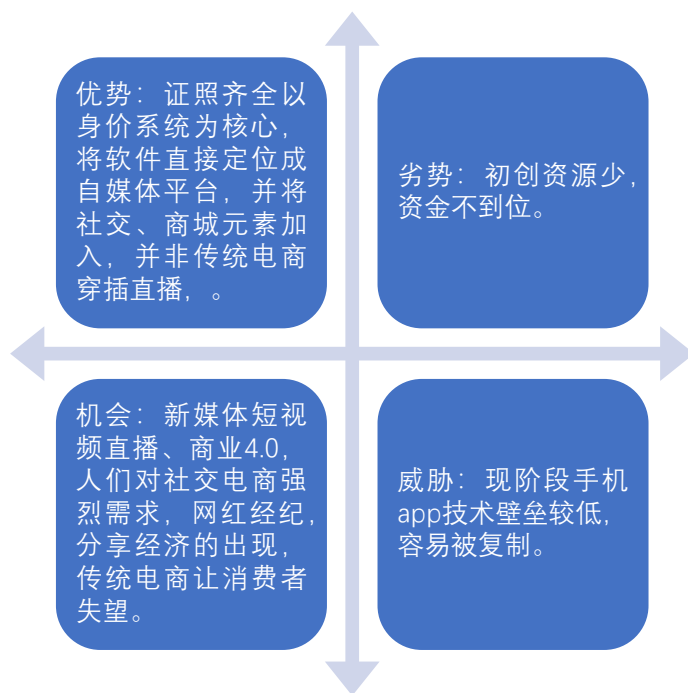 优势：证照齐全以
身价系统为核心，
将软件直接定位成
自媒体平台，并将
社交、商城元素加
入，并非传统电商
穿插直播，。
劣势：初创资源少，
资金不到位。
机会：新媒体短视
频直播、商业4.0，
人们对社交电商强
烈需求，网红经纪，
分享经济的出现，
传统电商让消费者
失望。
威胁：现阶段手机
app技术壁垒较低，
容易被复制。